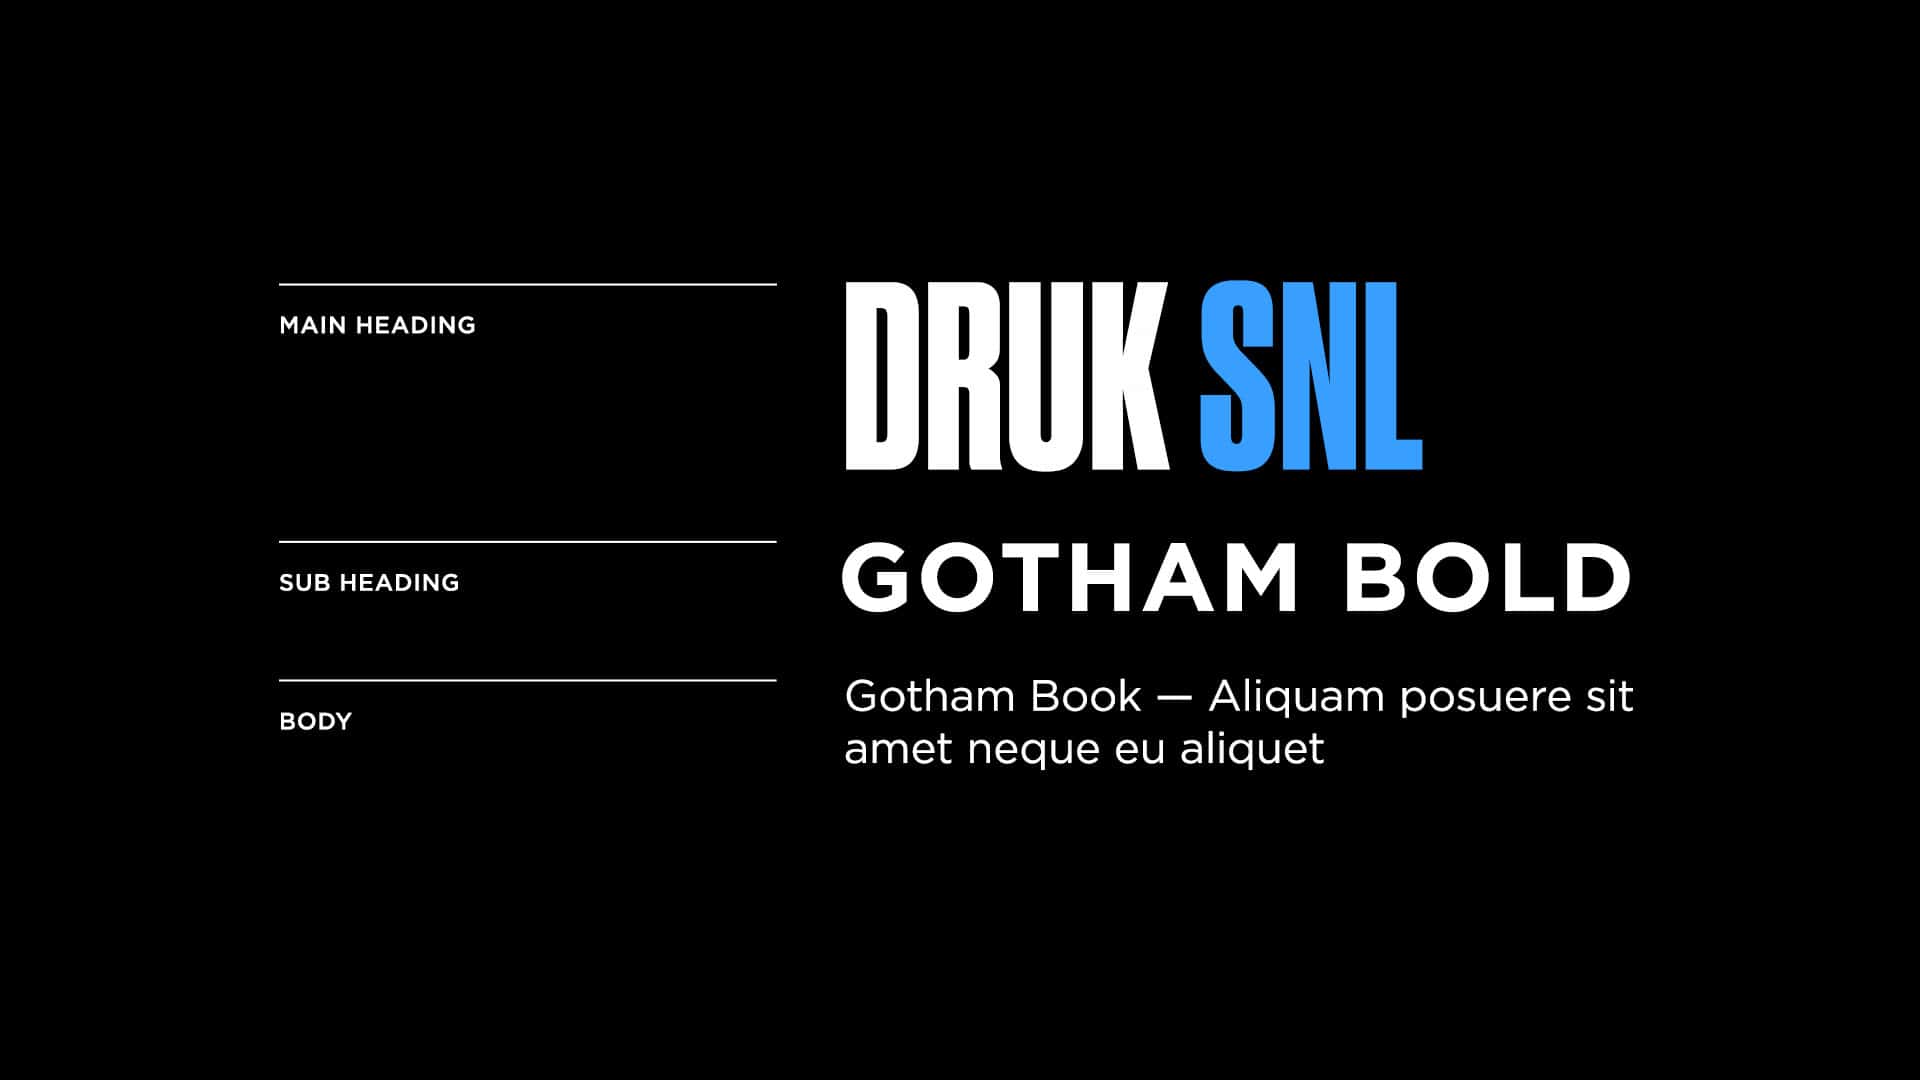 MAIN HEADING
DRUK SNL
SUB HEADING
GOTHAM BOLD
BODY
Gotham Book — Aliquam posuere sit
amet neque eu aliquet